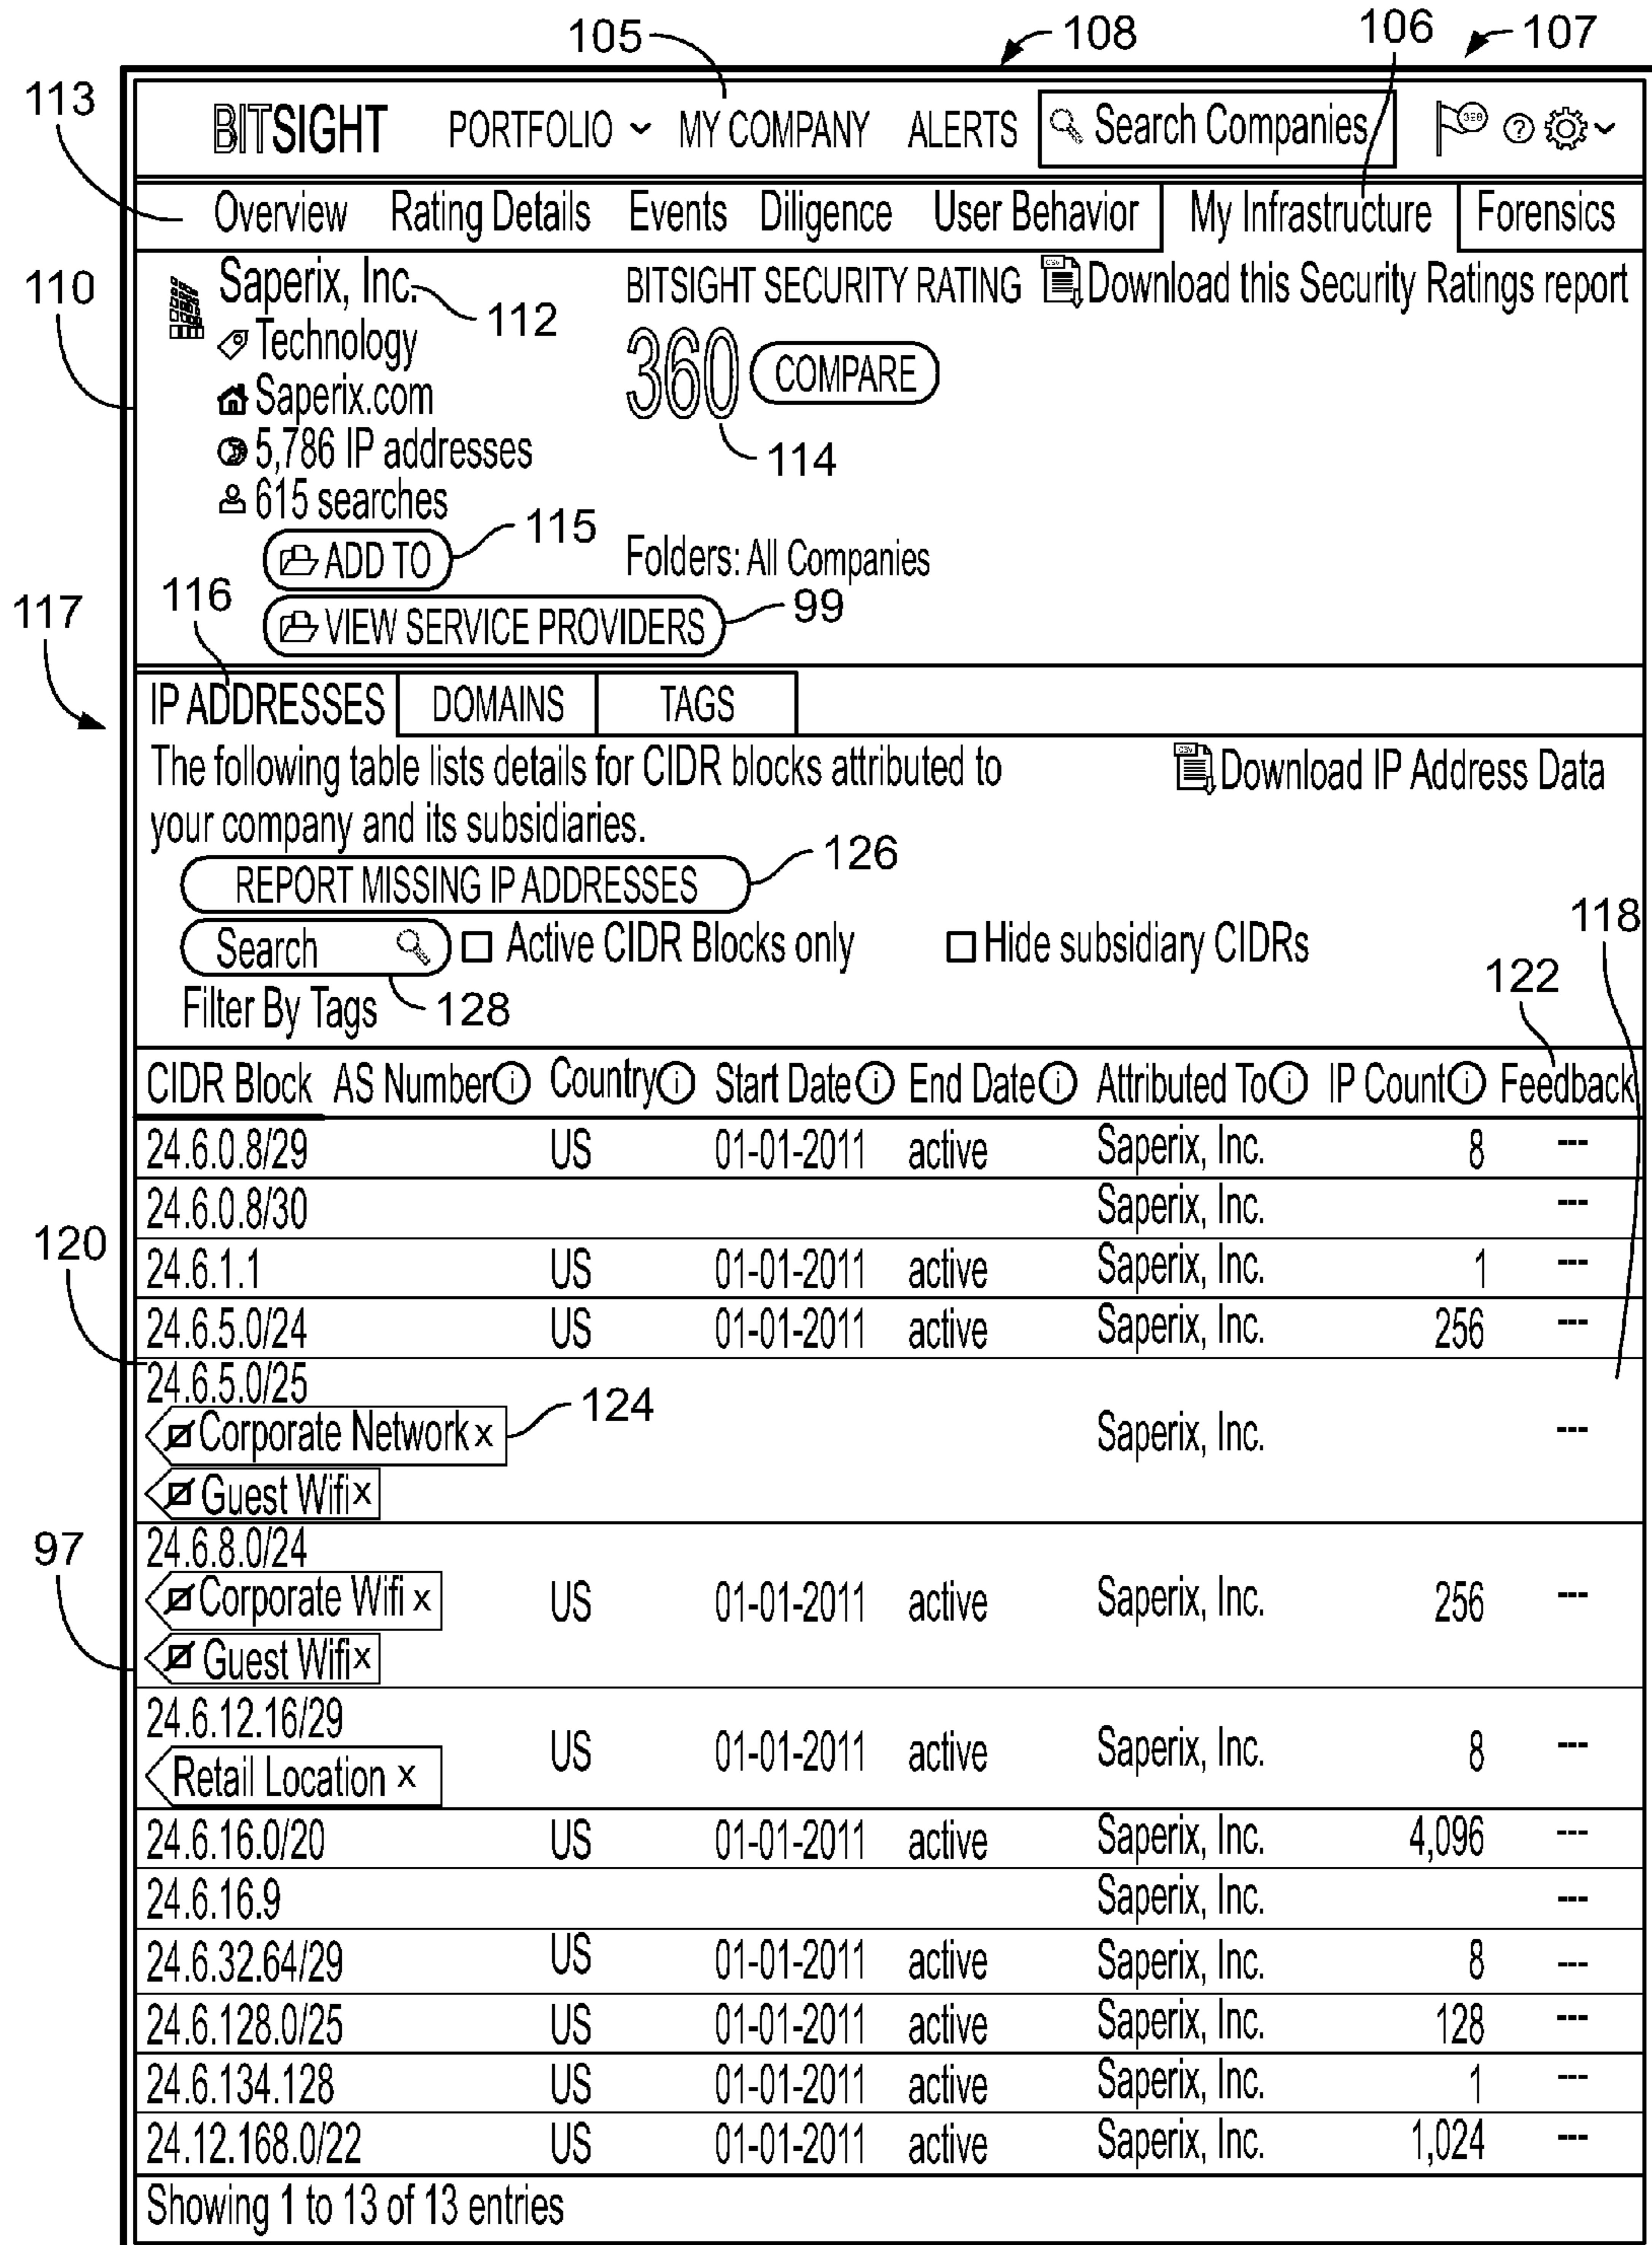 105 108 106 107
113 BITSIGHT PORTFOLIO MY COMPANY ALERTS Search Companies
Overview Rating Details Events Diligence User Behavior My Infrastructure Forensics
110 Saperix, Inc. 112 BITSIGHT SECURITY RATING CSV Download this Security Ratings report
Technology 360 COMPARE
Saperix.com
5,786 IP addresses 114
615 searches
ADD TO 115 Folders: All Companies
117 116 VIEW SERVICE PROVIDERS 99
IP ADDRESSES DOMAINS TAGS
The following table lists details for CIDR blocks attributed to CSV Download IP Address Data
your company and its subsidiaries.
REPORT MISSING IP ADDRESSES 126
Search Active CIDR Blocks only Hide subsidiary CIDRs 118
Filter By Tags 128 122
CIDR Block AS Number i Country i Start Date i End Date i Attributed To i IP Count i Feedback
24.6.0.8/29 US 01-01-2011 active Saperix, Inc. 8 ---
24.6.0.8/30 Saperix, Inc. ---
120 24.6.1.1 US 01-01-2011 active Saperix, Inc. 1 ---
24.6.5.0/24 US 01-01-2011 active Saperix, Inc. 256 ---
24.6.5.0/25
Corporate Network x 124 Saperix, Inc. ---
Guest Wifi x
97 24.6.8.0/24
Corporate Wifi x US 01-01-2011 active Saperix, Inc. 256 ---
Guest Wifi x
24.6.12.16/29
Retail Location x US 01-01-2011 active Saperix, Inc. 8 ---
24.6.16.0/20 US 01-01-2011 active Saperix, Inc. 4,096 ---
24.6.16.9 Saperix, Inc. ---
24.6.32.64/29 US 01-01-2011 active Saperix, Inc. 8 ---
24.6.128.0/25 US 01-01-2011 active Saperix, Inc. 128 ---
24.6.134.128 US 01-01-2011 active Saperix, Inc. 1 ---
24.12.168.0/22 US 01-01-2011 active Saperix, Inc. 1,024 ---
Showing 1 to 13 of 13 entries